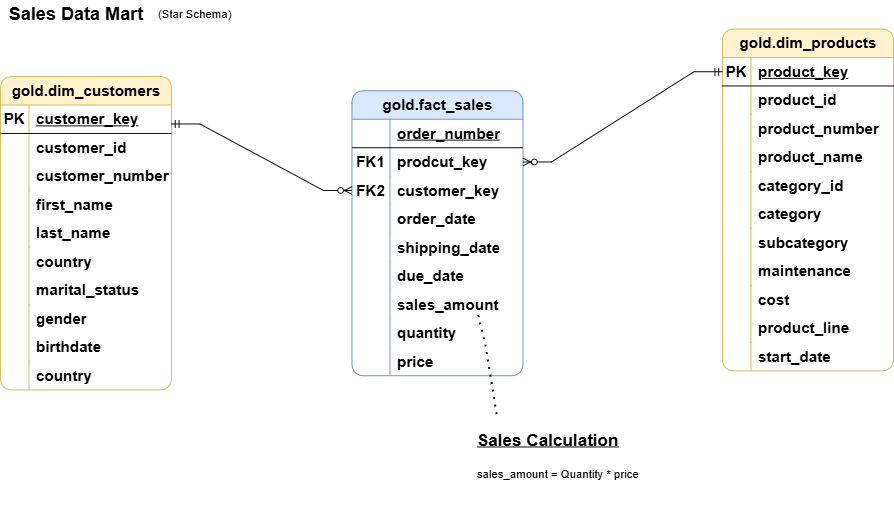 Sales Data Mart (Star Schema)
gold.dim_customers
PK customer_key
customer_id
customer_number
first_name
last_name
country
marital_status
gender
birthdate
country
gold.fact_sales
order_number
FK1 prodcut_key
FK2 customer_key
order_date
shipping_date
due_date
sales_amount
quantity
price
gold.dim_products
PK product_key
product_id
product_number
product_name
category_id
category
subcategory
maintenance
cost
product_line
start_date
Sales Calculation
sales_amount = Quantity * price